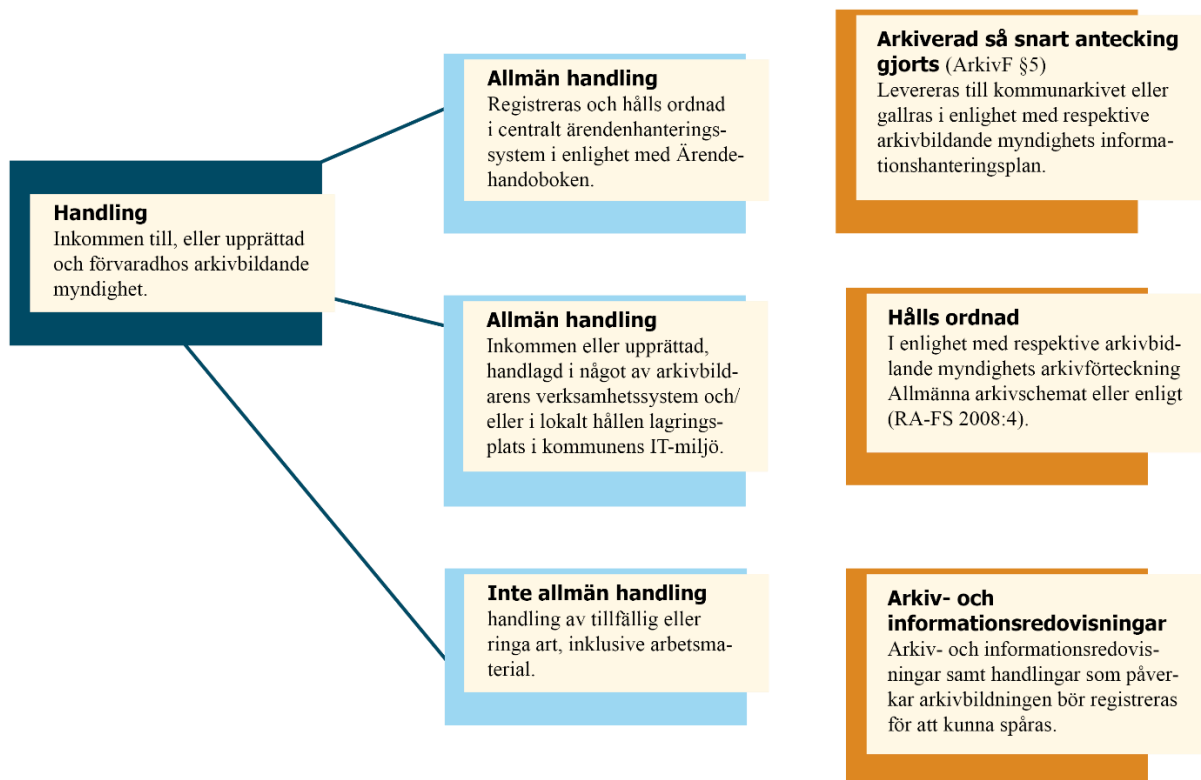 Handling
Inkommen till, eller upprättad
och förvaradhos arkivbildande
myndighet.
Allmän handling
Registreras och hålls ordnad
i centralt ärendenhanterings-
system i enlighet med Ärende-
handoboken.
Allmän handling
Inkommen eller upprättad,
handlagd i något av arkivbild-
arens verksamhetssystem och/
eller i lokalt hållen lagrings-
plats i kommunens IT-miljö.
Inte allmän handling
handling av tillfällig eller
ringa art, inklusive arbetsma-
terial.
Arkiverad så snart antecking
gjorts (ArkivF §5)
Levereras till kommunarkivet eller
gallras i enlighet med respektive
arkivbildande myndighets informa-
tionshanteringsplan.
Hålls ordnad
I enlighet med respektive arkivbid-
lande myndighets arkivförteckning
Allmänna arkivschemat eller enligt
(RA-FS 2008:4).
Arkiv- och
informationsredovisningar
Arkiv- och informationsredovis-
ningar samt handlingar som påver-
kar arkivbildningen bör registreras
för att kunna spåras.